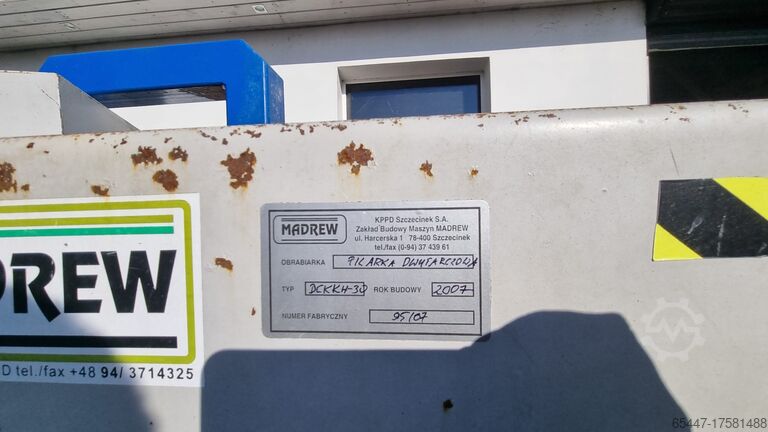 DREW
D tel./fax +48 94/ 3714325
MADREW
KPPD Szczecinek S.A.
Zakład Budowy Maszyn MADREW
ul. Harcerska 1 78-400 Szczecinek
tel./fax (0-94) 37 439 61
OBRABIARKA PILARKA DWUTARCZOWA
TYP DCKKH-30 ROK BUDOWY 2007
NUMER FABRYCZNY 95/07
65447-17581488